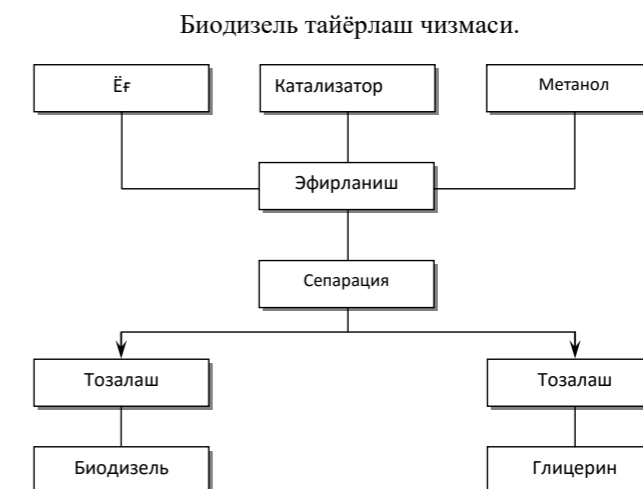 Биодизель тайёрлаш чизмаси.
Ёғ
Катализатор
Метанол
Эфирланиш
Сепарация
Тозалаш
Тозалаш
Биодизель
Глицерин